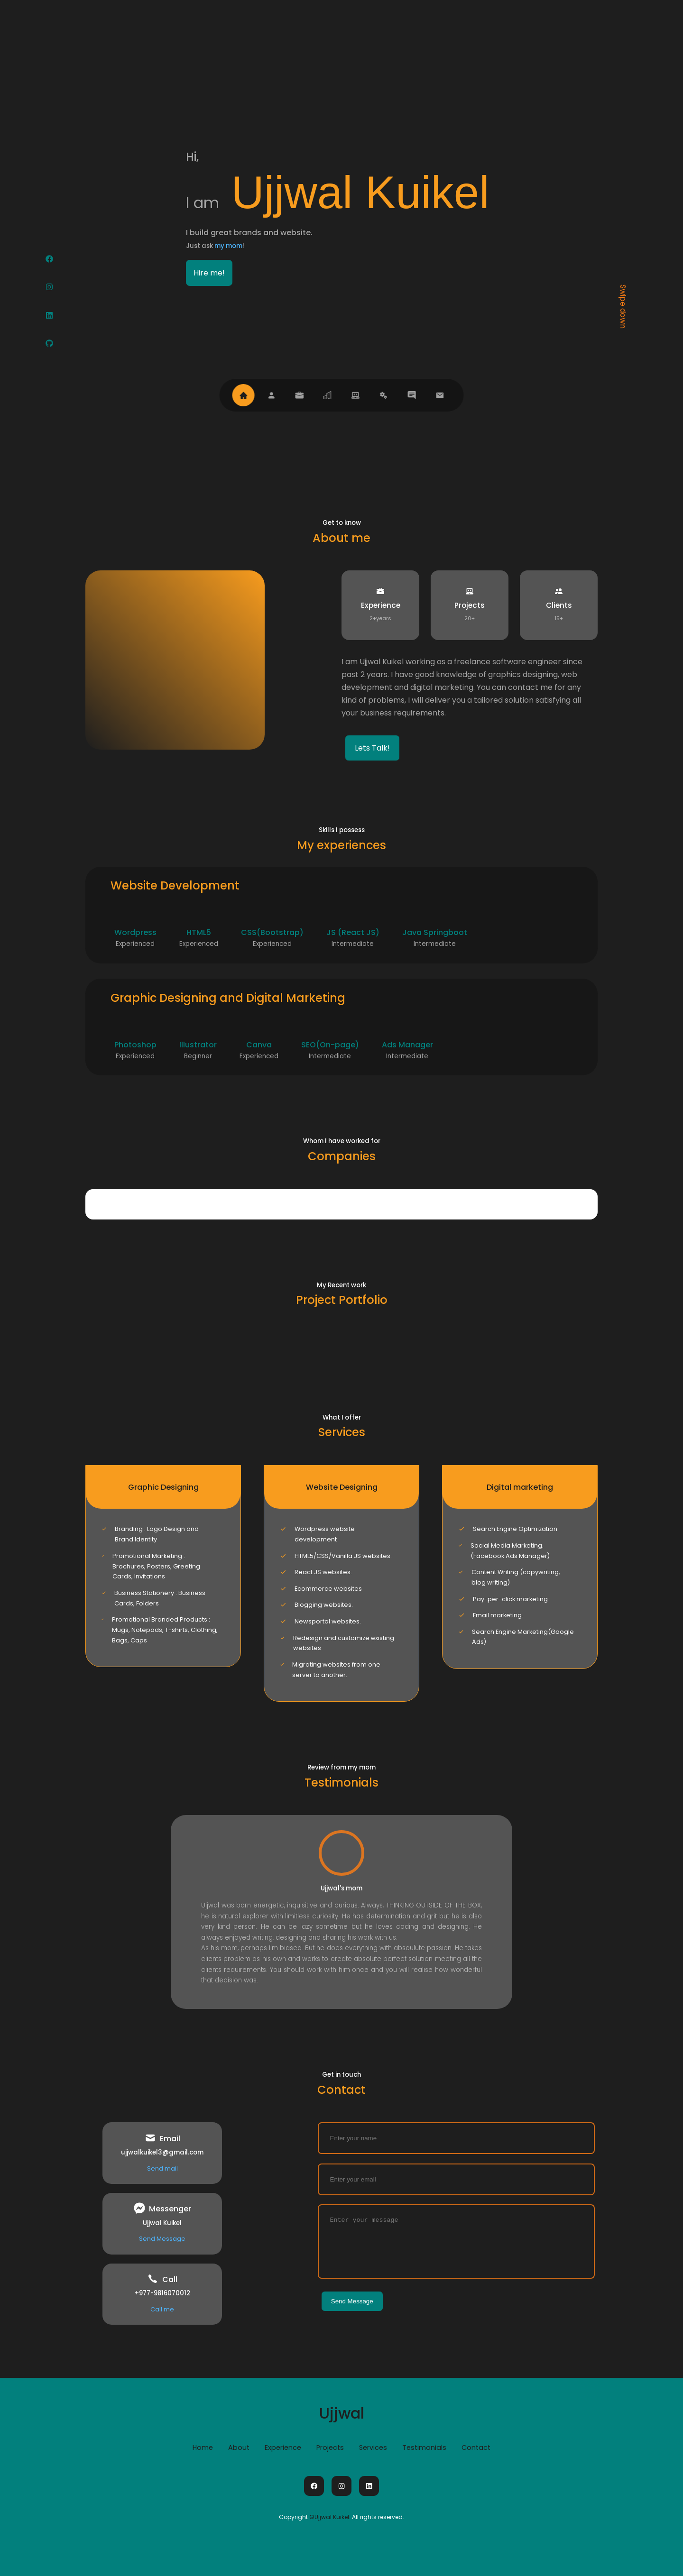 Hi,
I am Ujjwal Kuikel
I build great brands and website.
Just ask my mom!
Hire me!
Swipe down
Get to know
About me
Experience
2+years
Projects
20+
Clients
15+
I am Ujjwal Kuikel working as a freelance software engineer since
past 2 years. I have good knowledge of graphics designing, web
development and digital marketing. You can contact me for any
kind of problems, I will deliver you a tailored solution satisfying all
your business requirements.
Lets Talk!
Skills I possess
My experiences
Website Development
Wordpress
Experienced
HTML5
Experienced
CSS(Bootstrap)
Experienced
JS (React JS)
Intermediate
Java Springboot
Intermediate
Graphic Designing and Digital Marketing
Photoshop
Experienced
Illustrator
Beginner
Canva
Experienced
SEO(On-page)
Intermediate
Ads Manager
Intermediate
Whom I have worked for
Companies
My Recent work
Project Portfolio
What I offer
Services
Graphic Designing
Branding : Logo Design and
Brand Identity
Promotional Marketing :
Brochures, Posters, Greeting
Cards, Invitations
Business Stationery : Business
Cards, Folders
Promotional Branded Products :
Mugs, Notepads, T-shirts, Clothing,
Bags, Caps
Website Designing
Wordpress website
development
HTML5/CSS/Vanilla JS websites.
React JS websites.
Ecommerce websites
Blogging websites.
Newsportal websites.
Redesign and customize existing
websites
Migrating websites from one
server to another.
Digital marketing
Search Engine Optimization
Social Media Marketing
(Facebook Ads Manager)
Content Writing (copywriting,
blog writing)
Pay-per-click marketing
Email marketing.
Search Engine Marketing(Google
Ads)
Review from my mom
Testimonials
Ujjwal's mom
Ujjwal was born energetic, inquisitive and curious. Always, THINKING OUTSIDE OF THE BOX,
he is natural explorer with limitless curiosity. He has determination and grit but he is also
very kind person. He can be lazy sometime but he loves coding and designing. He
always enjoyed writing, designing and sharing his work with us.
As his mom, perhaps I'm biased. But he does everything with absoulute passion. He takes
clients problem as his own and works to create absolute perfect solution meeting all the
clients requirements. You should work with him once and you will realise how wonderful
that decision was.
Get in touch
Contact
Email
ujjwalkuikel3@gmail.com
Send mail
Messenger
Ujjwal Kuikel
Send Message
Call
+977-9816070012
Call me
Enter your name
Enter your email
Enter your message
Send Message
Ujjwal
Home About Experience Projects Services Testimonials Contact
Copyright ©Ujjwal Kuikel. All rights reserved.